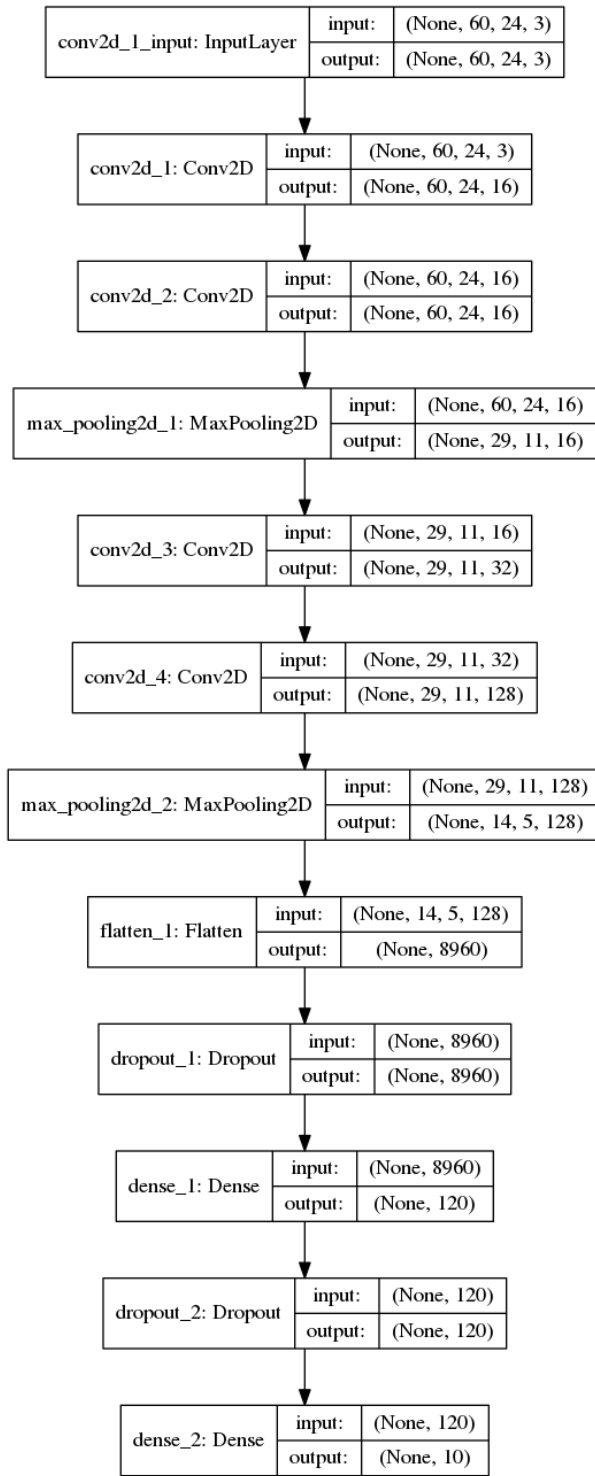 conv2d_1_input: InputLayer
input: (None, 60, 24, 3)
output: (None, 60, 24, 3)
conv2d_1: Conv2D
input: (None, 60, 24, 3)
output: (None, 60, 24, 16)
conv2d_2: Conv2D
input: (None, 60, 24, 16)
output: (None, 60, 24, 16)
max_pooling2d_1: MaxPooling2D
input: (None, 60, 24, 16)
output: (None, 29, 11, 16)
conv2d_3: Conv2D
input: (None, 29, 11, 16)
output: (None, 29, 11, 32)
conv2d_4: Conv2D
input: (None, 29, 11, 32)
output: (None, 29, 11, 128)
max_pooling2d_2: MaxPooling2D
input: (None, 29, 11, 128)
output: (None, 14, 5, 128)
flatten_1: Flatten
input: (None, 14, 5, 128)
output: (None, 8960)
dropout_1: Dropout
input: (None, 8960)
output: (None, 8960)
dense_1: Dense
input: (None, 8960)
output: (None, 120)
dropout_2: Dropout
input: (None, 120)
output: (None, 120)
dense_2: Dense
input: (None, 120)
output: (None, 10)